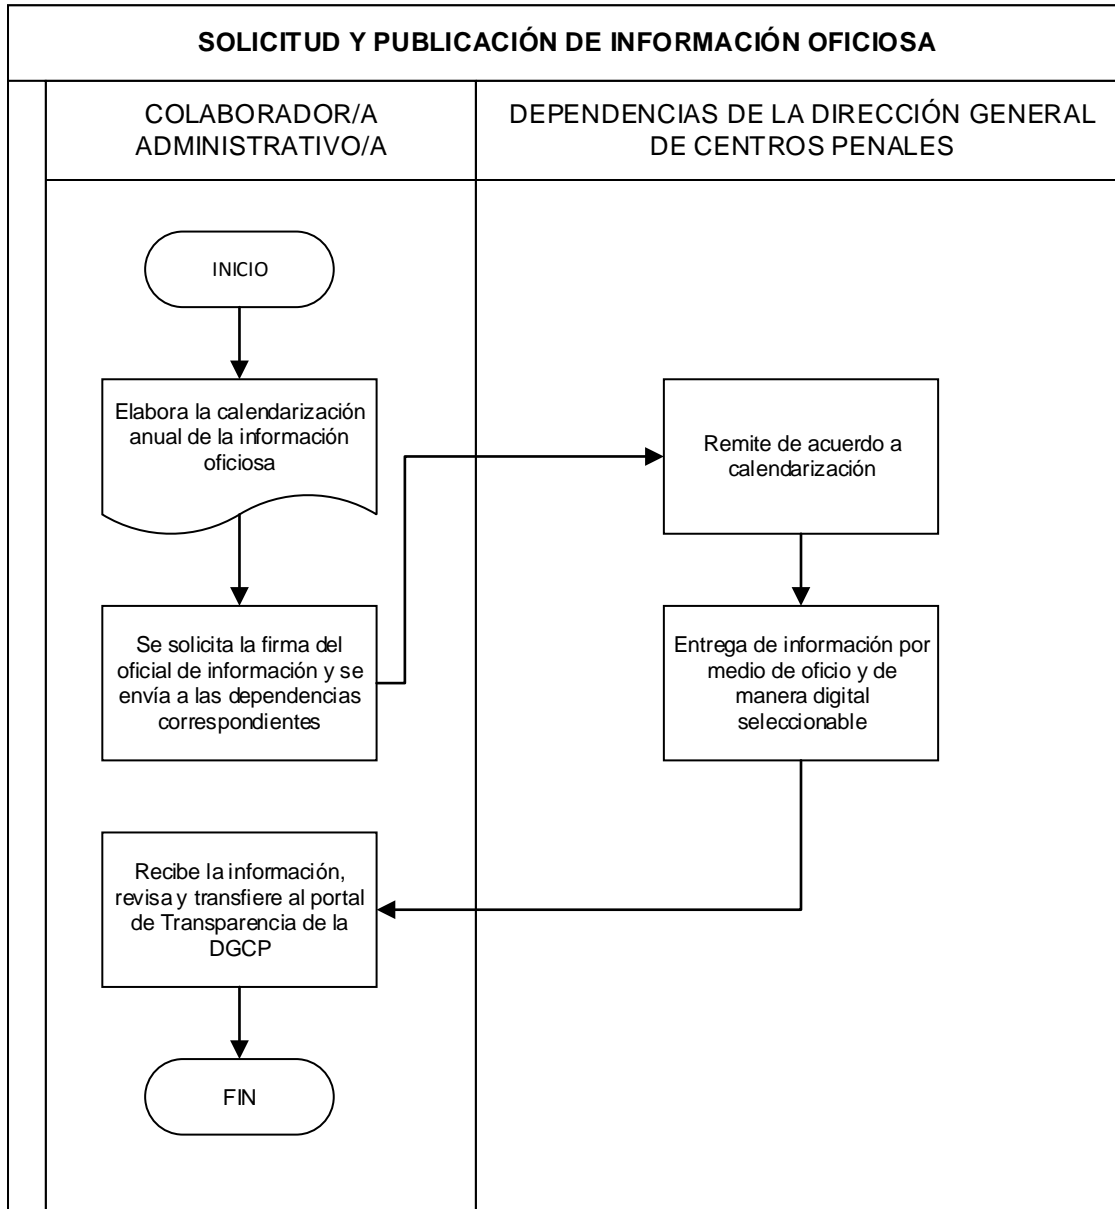 SOLICITUD Y PUBLICACIÓN DE INFORMACIÓN OFICIOSA
COLABORADOR/A
ADMINISTRATIVO/A
DEPENDENCIAS DE LA DIRECCIÓN GENERAL
DE CENTROS PENALES
INICIO
Elabora la calendarización
anual de la información
oficiosa
Se solicita la firma del
oficial de información y se
envía a las dependencias
correspondientes
Remite de acuerdo a
calendarización
Entrega de información por
medio de oficio y de
manera digital
seleccionable
Recibe la información,
revisa y transfiere al portal
de Transparencia de la
DGCP
FIN